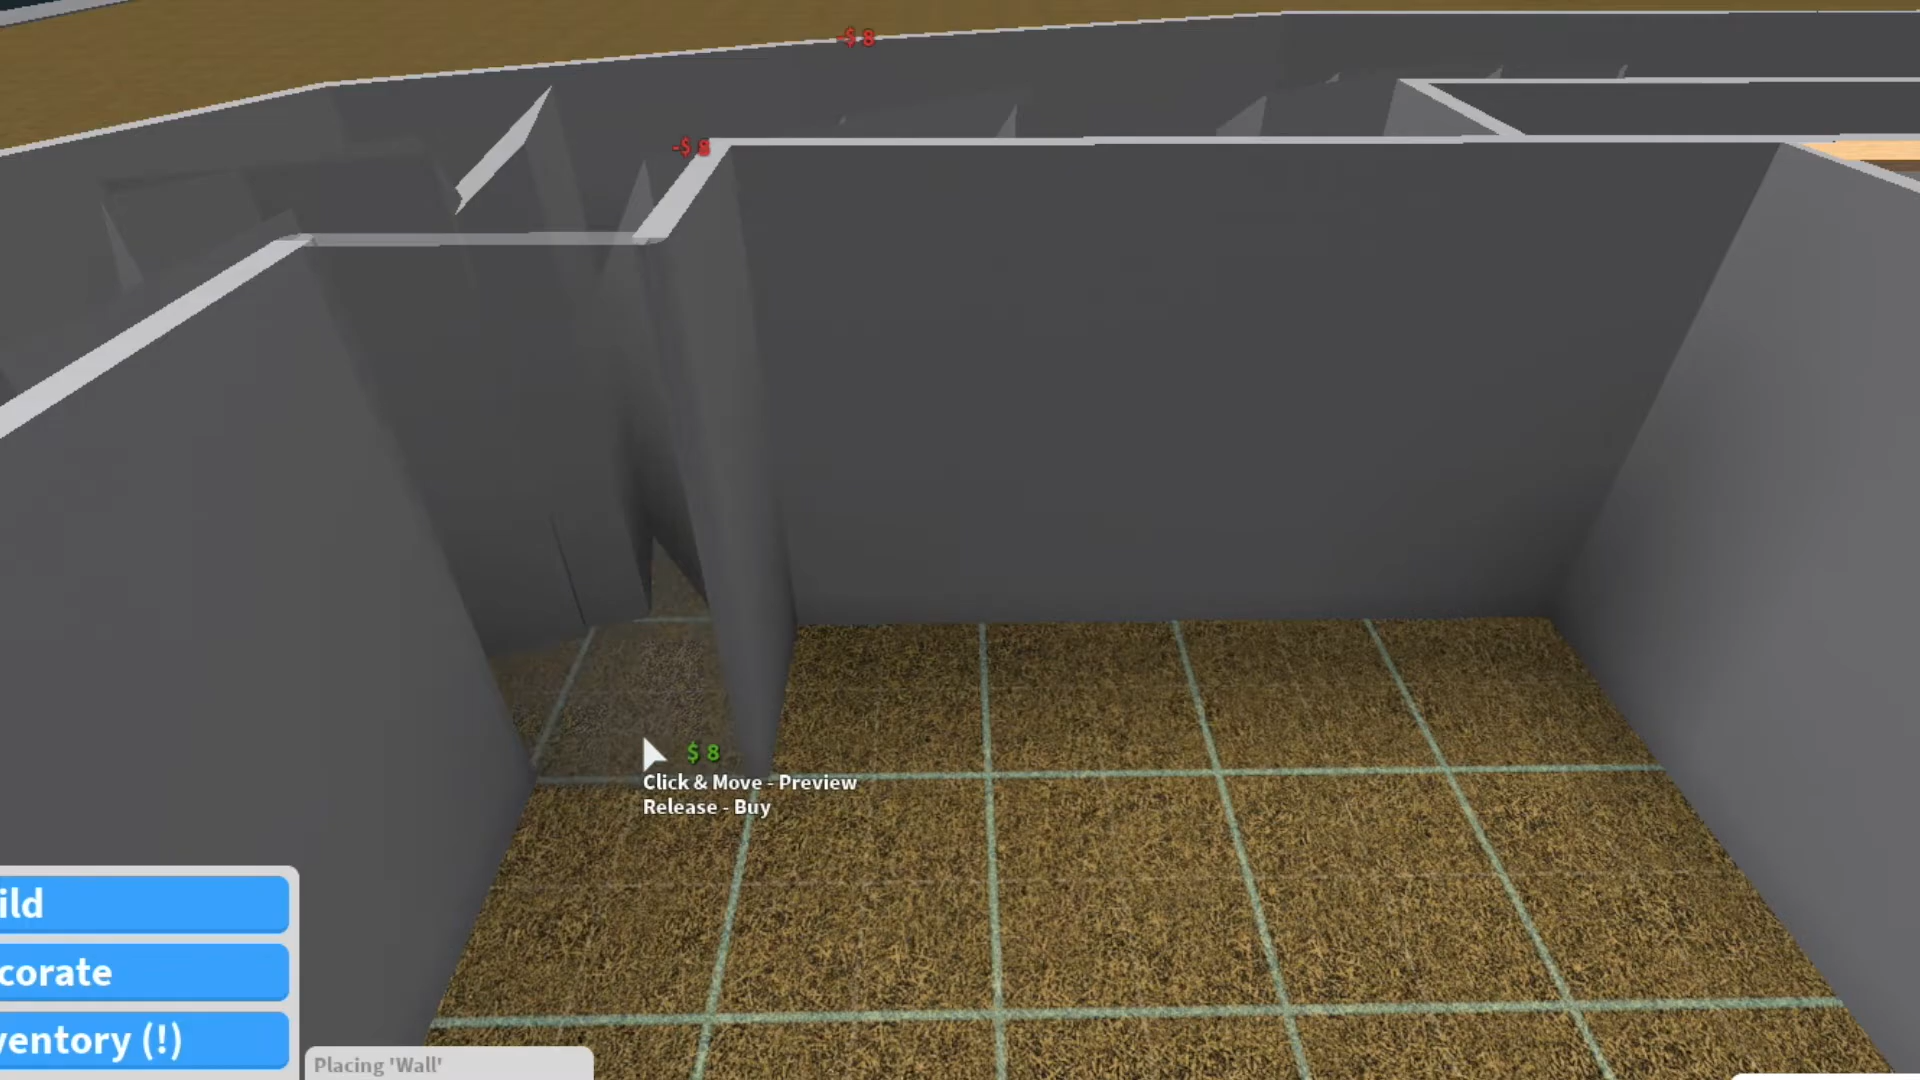 -$ 8
-$ 8
$ 8
Click & Move - Preview
Release - Buy
ild
corate
ventory (!)
Placing 'Wall'